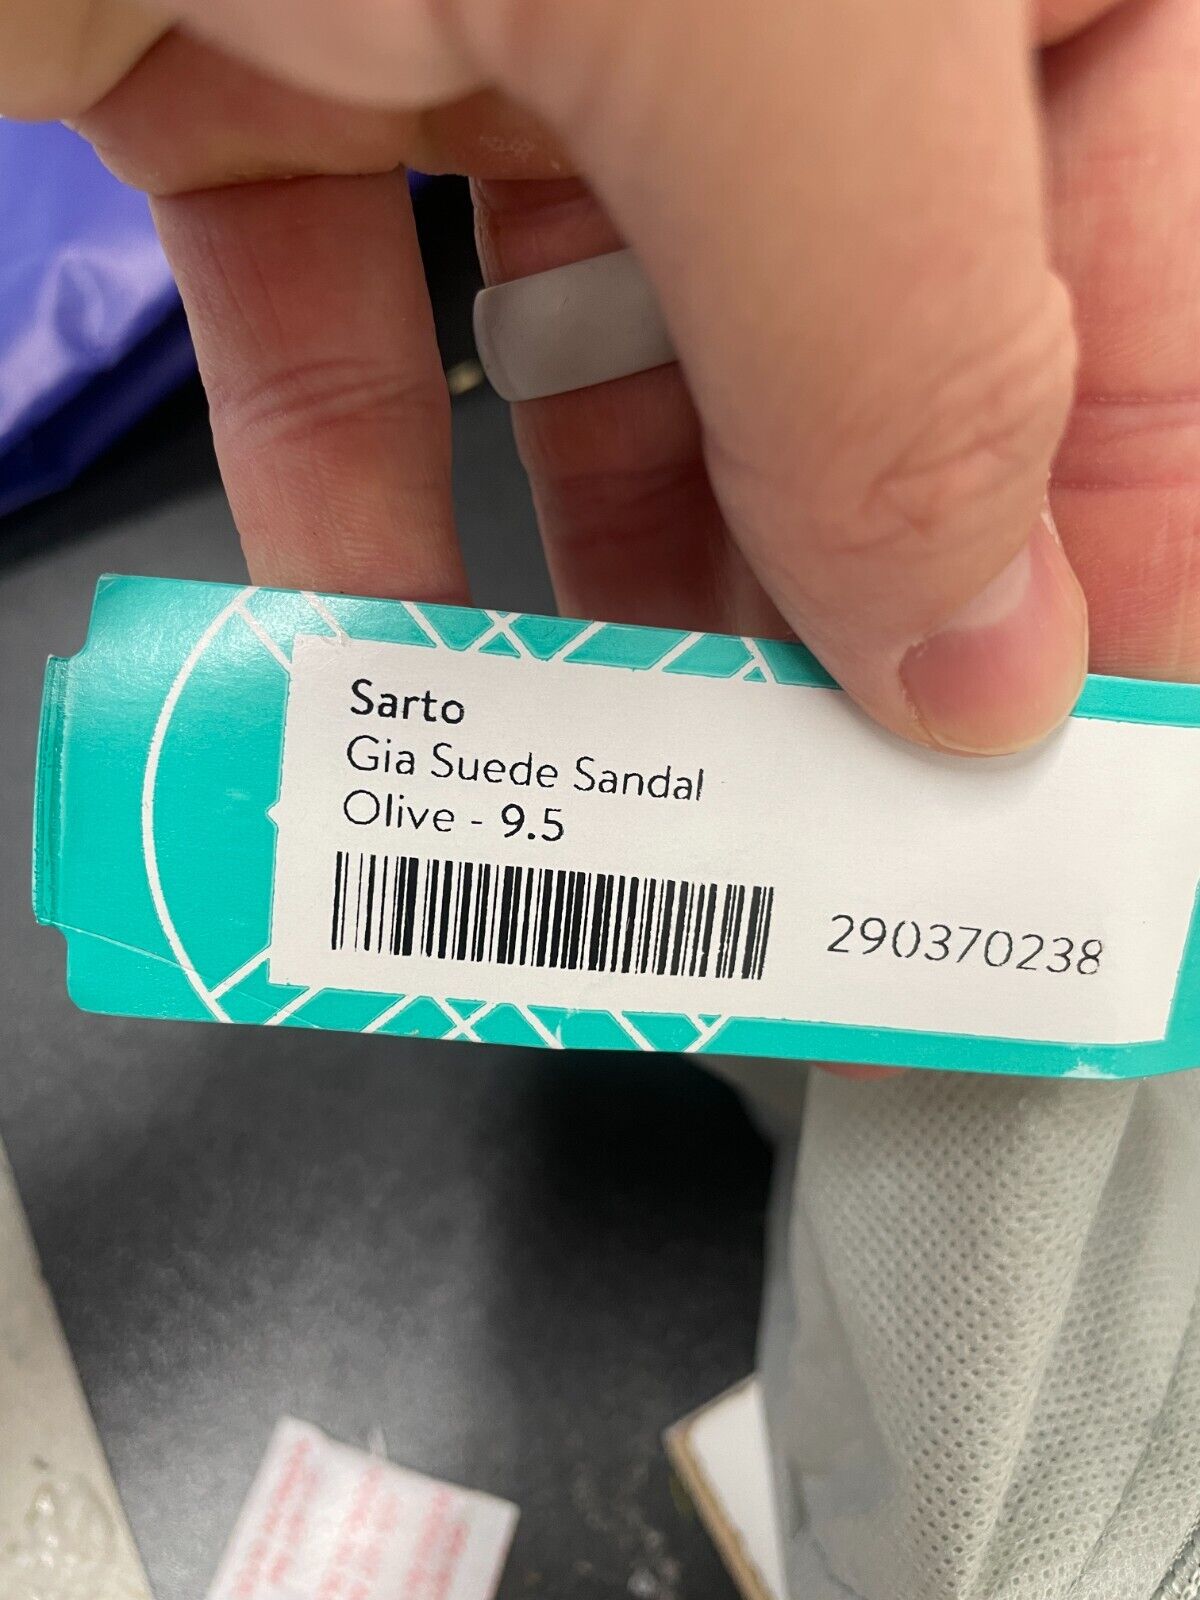 Sarto
Gia Suede Sandal
Olive - 9.5
290370238